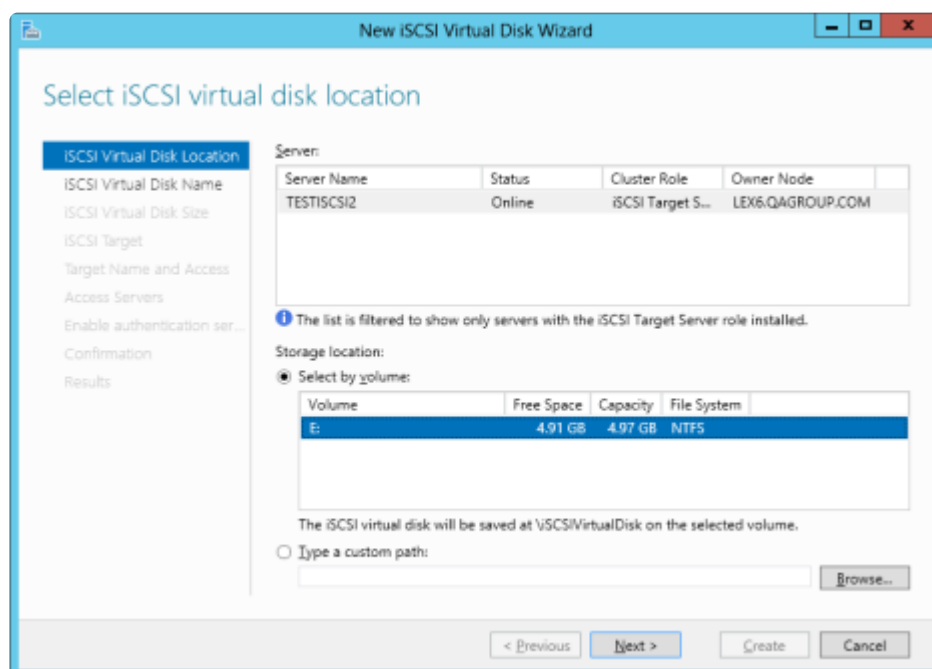 New iSCSI Virtual Disk Wizard
Select iSCSI virtual disk location
iSCSI Virtual Disk Location
iSCSI Virtual Disk Name
iSCSI Virtual Disk Size
iSCSI Target
Target Name and Access
Access Servers
Enable authentication ser...
Confirmation
Results
Server:
Server Name Status Cluster Role Owner Node
TESTISCSI2 Online iSCSI Target S... LEX6.QAGROUP.COM
The list is filtered to show only servers with the iSCSI Target Server role installed.
Storage location:
Select by volume:
Volume Free Space Capacity File System
E: 4.91 GB 4.97 GB NTFS
The iSCSI virtual disk will be saved at \iSCSIVirtualDisk on the selected volume.
Type a custom path:
Browse...
< Previous Next > Create Cancel